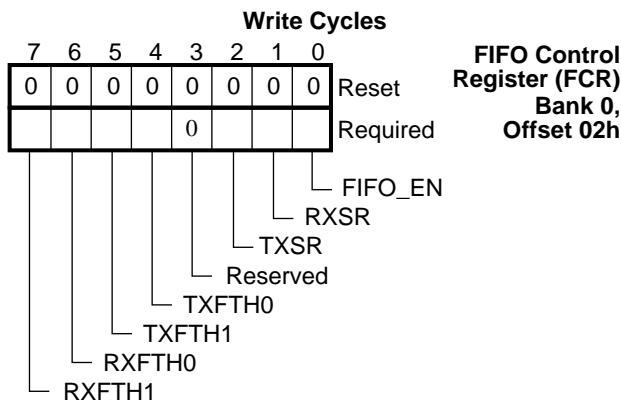 Write Cycles
7 6 5 4 3 2 1 0
FIFO Control
Register (FCR)
Bank 0,
Offset 02h
0 0 0 0 0 0 0 0 Reset
0 Required
FIFO_EN
RXSR
TXSR
Reserved
TXFTH0
TXFTH1
RXFTH0
RXFTH1